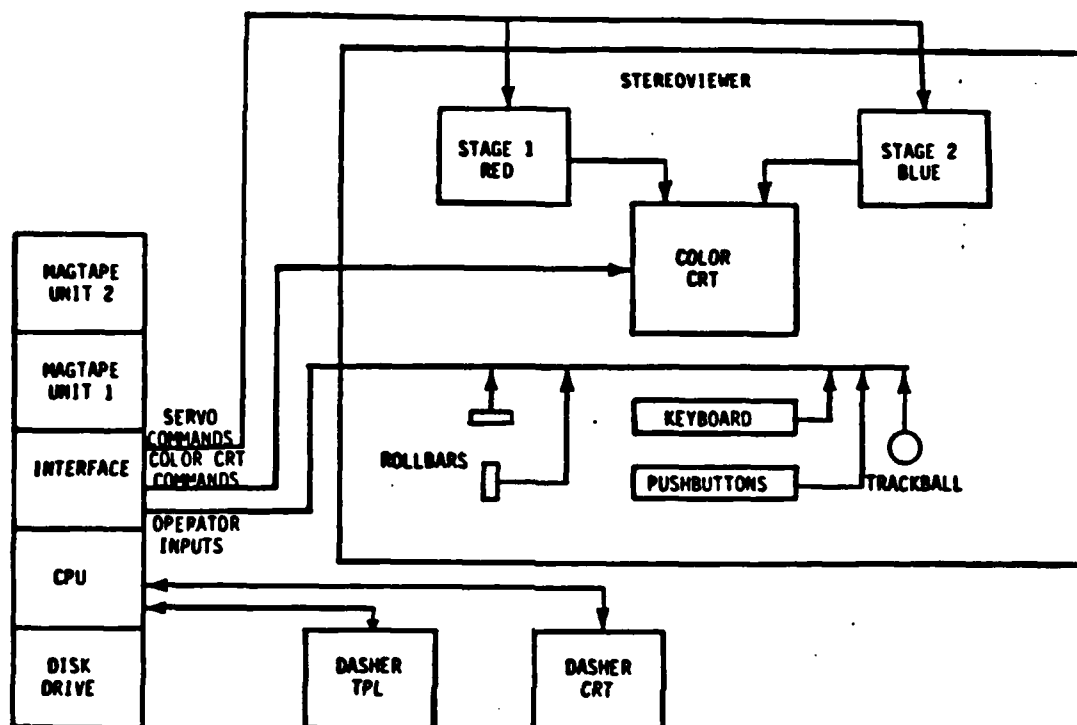 STEREOVIEWER
STAGE 1
RED
STAGE 2
BLUE
COLOR
CRT
MAGTAPE
UNIT 2
MAGTAPE
UNIT 1
SERVO
COMMANDS
INTERFACE
COLOR CRT
COMMANDS
OPERATOR
INPUTS
ROLLBARS
KEYBOARD
PUSHBUTTONS
TRACKBALL
CPU
DISK
DRIVE
DASHER
TPL
DASHER
CRT